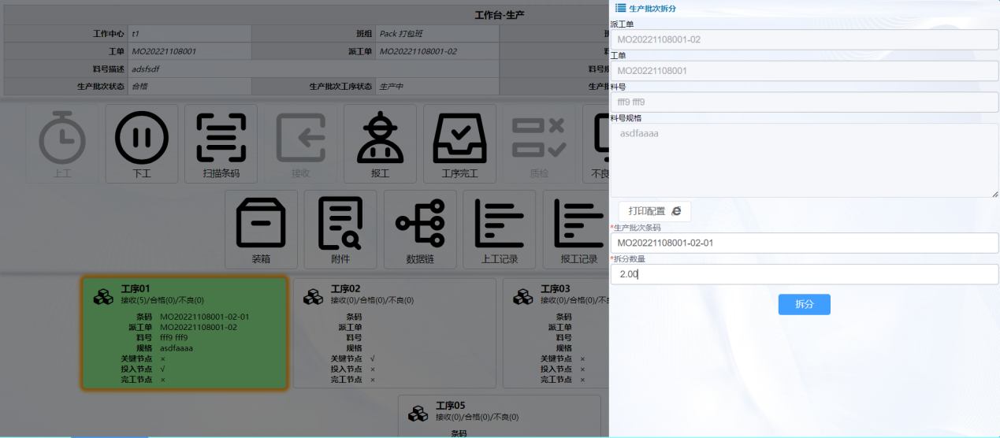 工作台-生产
工作中心 t1 班组 Pack 打包班
工单 MO20221108001 派工单 MO20221108001-02
料号描述 adsfsdf 料号规
生产批次状态 合格 生产批次工序状态 生产中 生产批
上工 下工 扫描条码 接收 报工 工序完工 质检 不良
装箱 附件 数据链 上工记录 报工记录
工序01
接收(5)/合格(0)/不良(0)
条码 MO20221108001-02-01
派工单 MO20221108001-02
料号 fff9 fff9
规格 asdfaaaa
关键节点 ×
投入节点 √
完工节点 ×
工序02
接收(0)/合格(0)/不良(0)
条码
派工单
料号
规格
关键节点 √
投入节点 ×
完工节点 ×
工序03
接收(0)/合格(0)/不
条码
派工单
料号
规格
关键节点 ×
投入节点 ×
完工节点 ×
工序05
接收(0)/合格(0)/不良(0)
条码
生产批次拆分
派工单
MO20221108001-02
工单
MO20221108001
料号
fff9 fff9
料号规格
asdfaaaa
打印配置
*生产批次条码
MO20221108001-02-01
*拆分数量
2.00
拆分